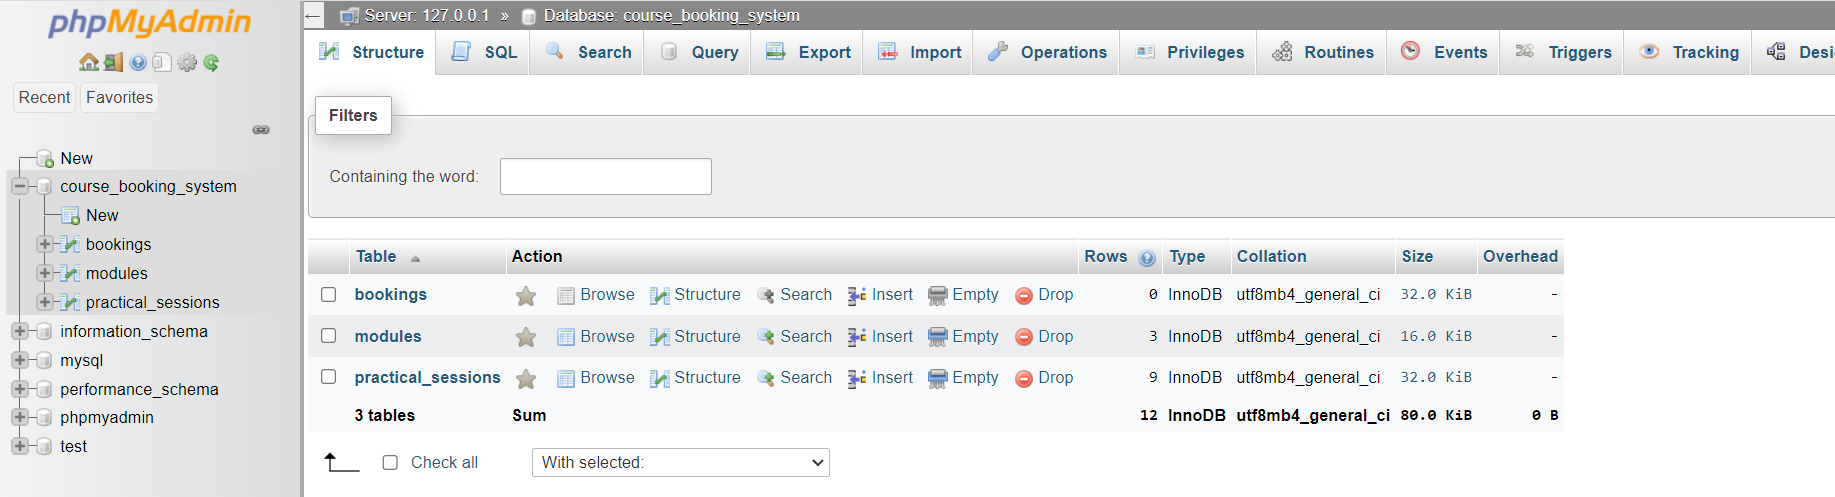 phpMyAdmin
Recent Favorites
New
course_booking_system
New
bookings
modules
practical_sessions
information_schema
mysql
performance_schema
phpmyadmin
test
Server: 127.0.0.1 » Database: course_booking_system
Structure SQL Search Query Export Import Operations Privileges Routines Events Triggers Tracking Desi
Filters
Containing the word:
Table Action Rows Type Collation Size Overhead
bookings Browse Structure Search Insert Empty Drop 0 InnoDB utf8mb4_general_ci 32.0 KiB -
modules Browse Structure Search Insert Empty Drop 3 InnoDB utf8mb4_general_ci 16.0 KiB -
practical_sessions Browse Structure Search Insert Empty Drop 9 InnoDB utf8mb4_general_ci 32.0 KiB -
3 tables Sum 12 InnoDB utf8mb4_general_ci 80.0 KiB 0 B
Check all With selected: